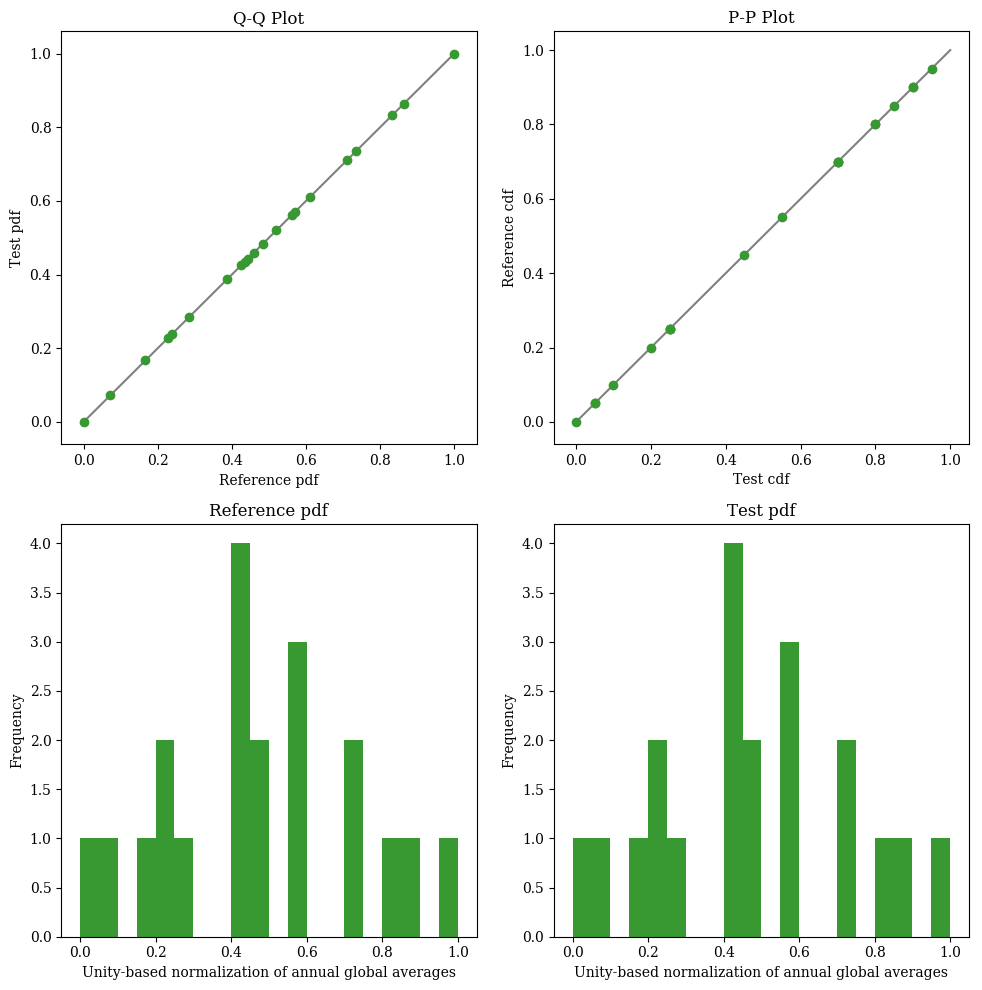 Q-Q Plot
1.0
0.8
0.6
0.4
0.2
0.0
Test pdf
0.0 0.2 0.4 0.6 0.8 1.0
Reference pdf
P-P Plot
1.0
0.8
0.6
0.4
0.2
0.0
Reference cdf
0.0 0.2 0.4 0.6 0.8 1.0
Test cdf
Reference pdf
4.0
3.5
3.0
2.5
2.0
1.5
1.0
0.5
0.0
Frequency
0.0 0.2 0.4 0.6 0.8 1.0
Unity-based normalization of annual global averages
Test pdf
4.0
3.5
3.0
2.5
2.0
1.5
1.0
0.5
0.0
Frequency
0.0 0.2 0.4 0.6 0.8 1.0
Unity-based normalization of annual global averages